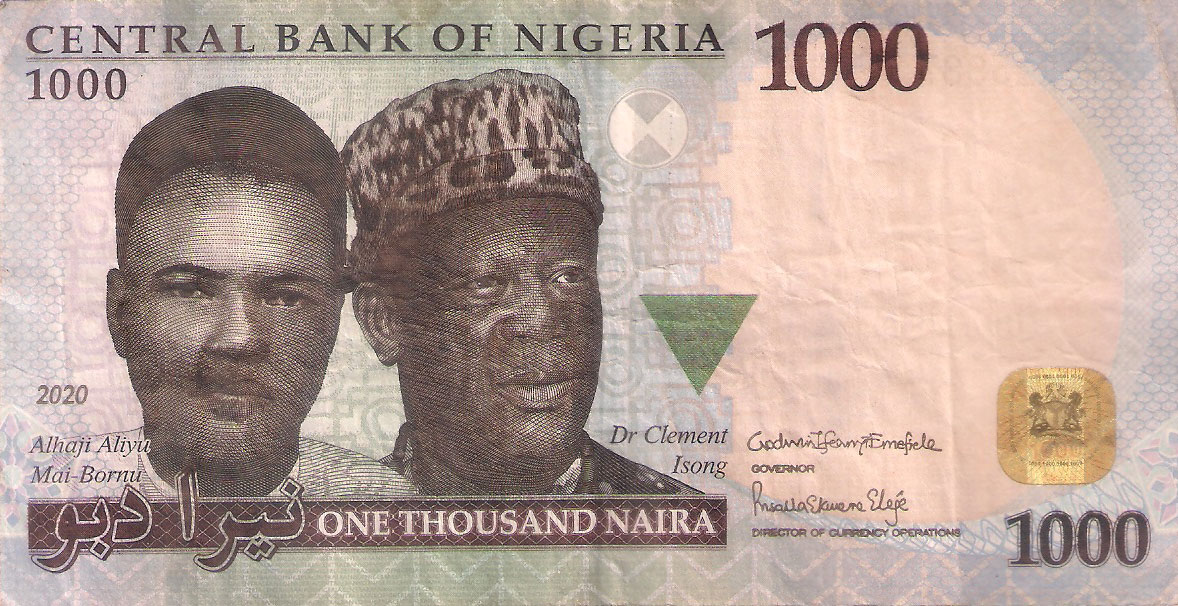 CENTRAL BANK OF NIGERIA
1000
1000
2020
Alhaji Aliyu
Mai-Bornu
Dr Clement
Isong
Godwin Ifeanyi Emefiele
GOVERNOR
Priscilla Ekwere Eleje
DIRECTOR OF CURRENCY OPERATIONS
نيرا دبو
ONE THOUSAND NAIRA
1000